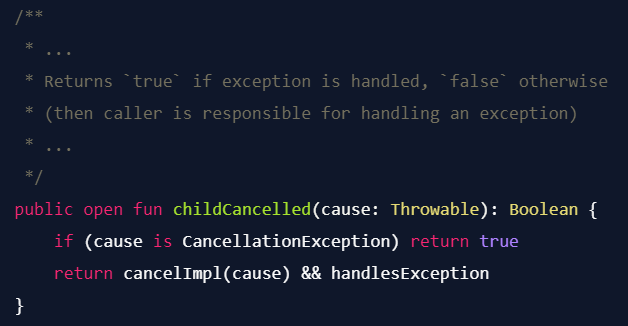 /**
 * ...
 * Returns `true` if exception is handled, `false` otherwise
 * (then caller is responsible for handling an exception)
 * ...
 */
public open fun childCancelled(cause: Throwable): Boolean {
    if (cause is CancellationException) return true
    return cancelImpl(cause) && handlesException
}